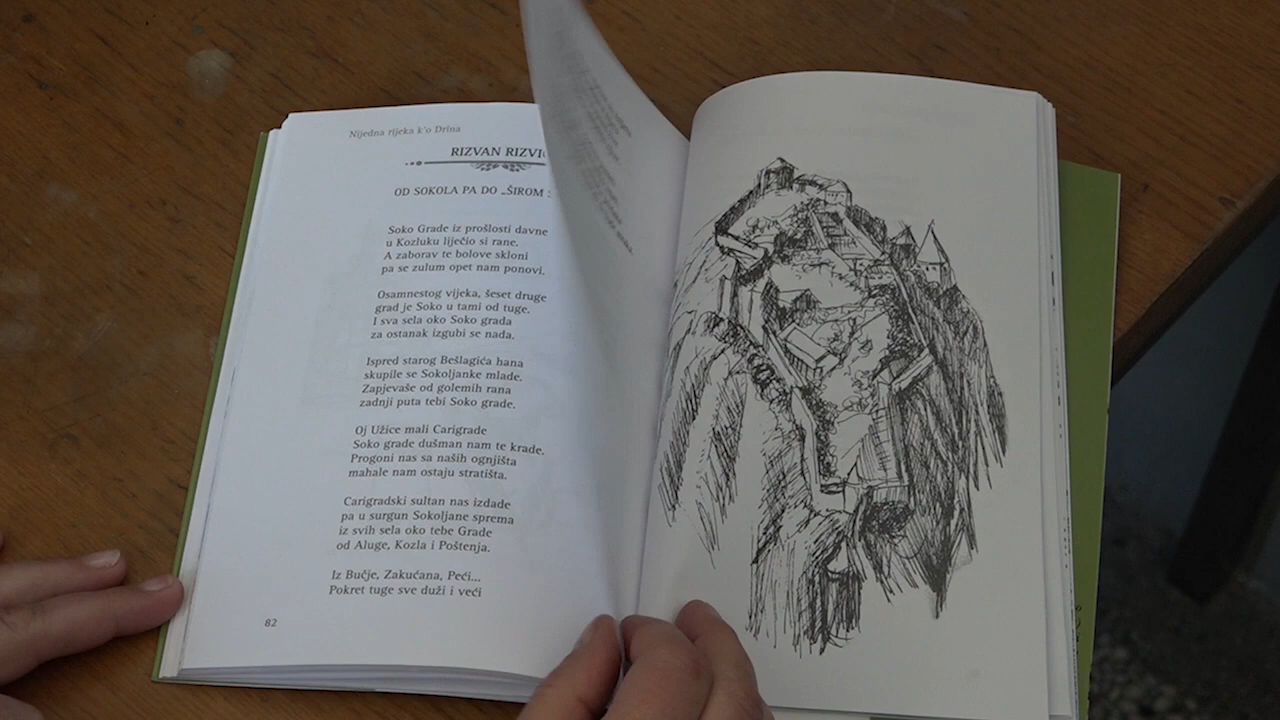 Nijedna rijeka k'o Drina
RIZVAN
OD SOKOLA PA DO „ŠIROM
Soko Grade iz prošlosti davne
u Kozluku liječio si rane.
A zaborav te bolove skloni
pa se zulum opet nam ponovi.
Osamnestog vijeka, šeset druge
grad je Soko u tami od tuge.
I sva sela oko Soko grada
za ostanak izgubi se nada.
Ispred starog Bešlagića hana
skupile se Sokoljanke mlade.
Zapjevaše od golemih rana
zadnji puta tebi Soko grade.
Oj Užice mali Carigrade
Soko grade dušman nam te krade.
Progoni nas sa naših ognjišta
mahale nam ostaju stratišta.
Carigradski sultan nas izdade
pa u surgun Sokoljane sprema
iz svih sela oko tebe Grade
od Aluge, Kozla i Poštenja.
Iz Bučje, Zakućana, Peći...
Pokret tuge sve duži i veći
82